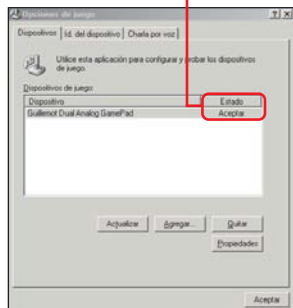 Opciones de juego
Dispositivos Id. del dispositivo Charla por voz
Utilice esta aplicación para configurar y probar los dispositivos
de juego.
Dispositivos de juego:
Dispositivo Estado
Guillemot Dual Analog GamePad Aceptar
Actualizar Agregar... Quitar
Propiedades
Aceptar